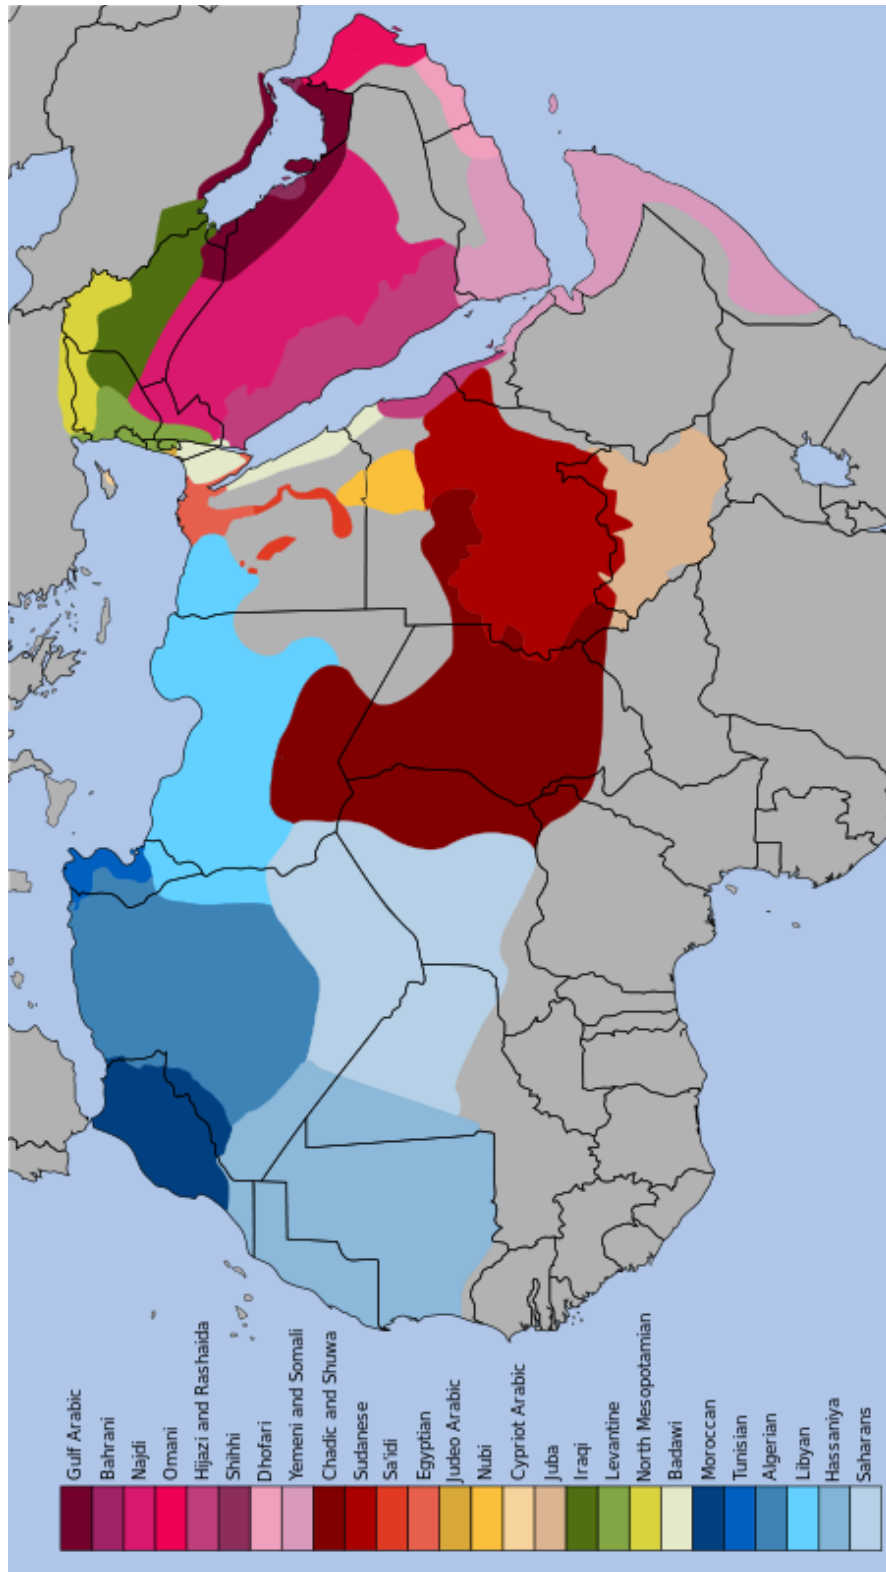 Gulf Arabic
Bahrani
Najdi
Omani
Hijazi and Rashaida
Shihhi
Dhofari
Yemeni and Somali
Chadic and Shuwa
Sudanese
Sa'idi
Egyptian
Judeo Arabic
Nubi
Cypriot Arabic
Juba
Iraqi
Levantine
North Mesopotamian
Badawi
Moroccan
Tunisian
Algerian
Libyan
Hassaniya
Saharans